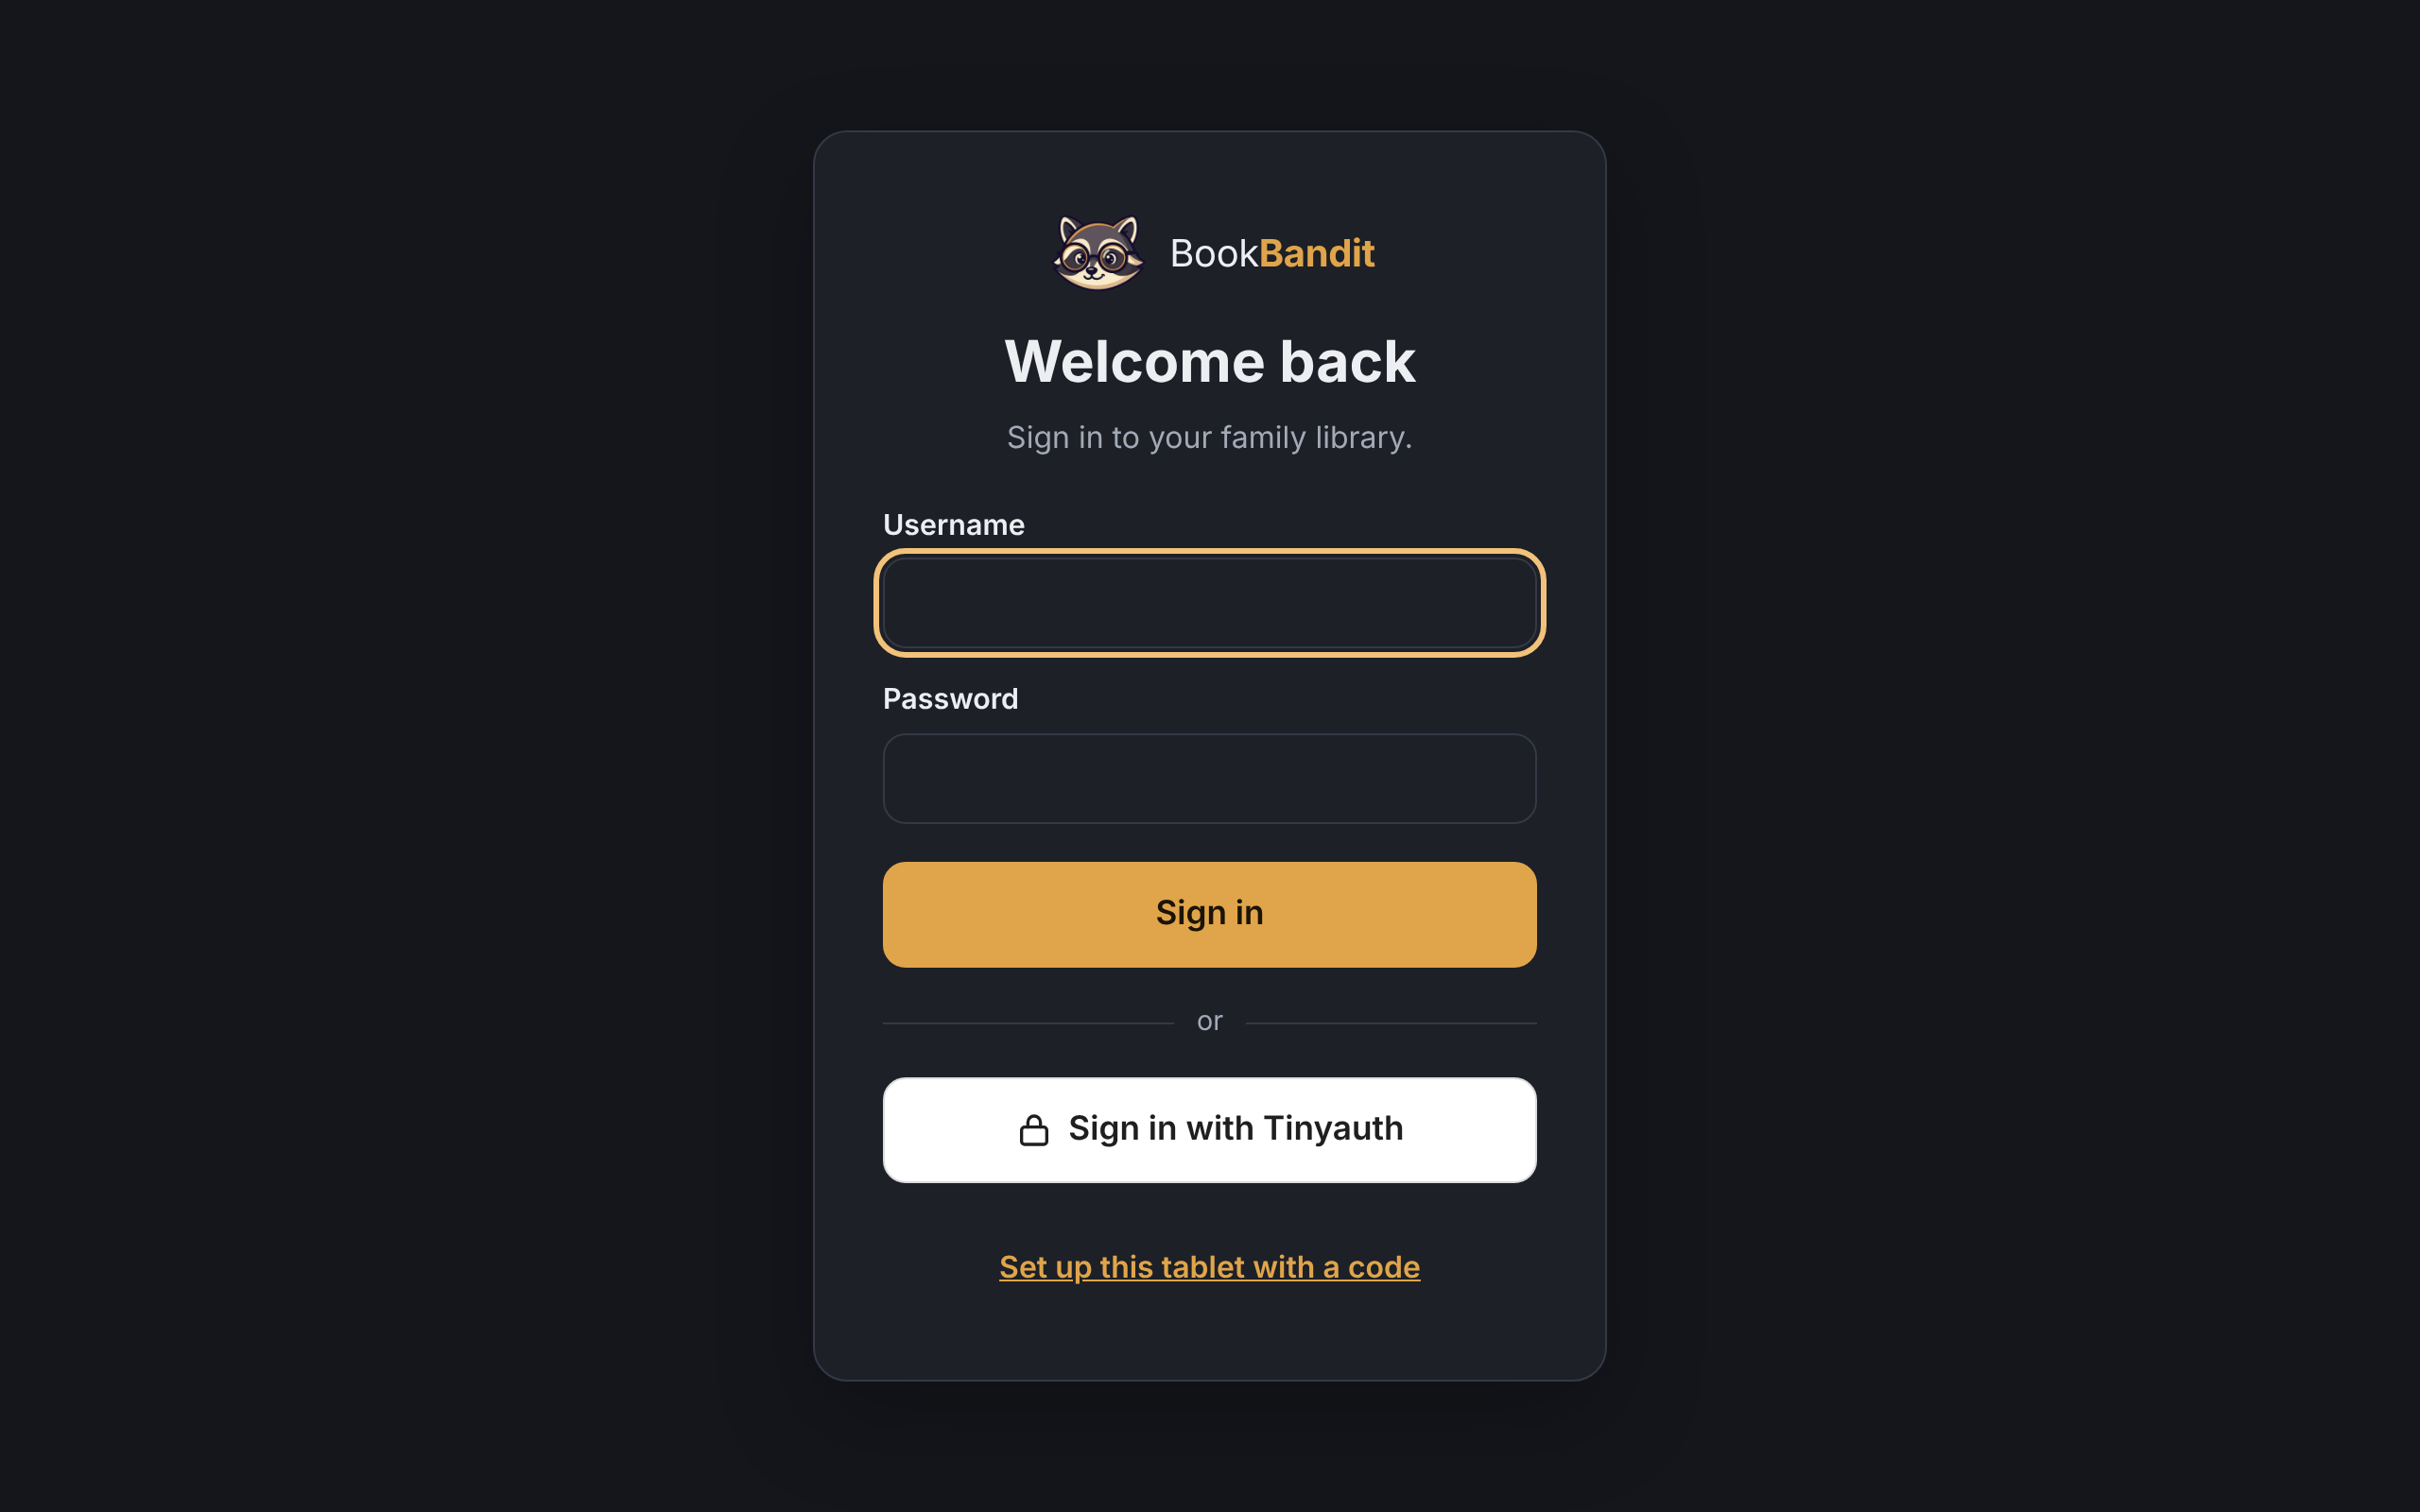 BookBandit
Welcome back
Sign in to your family library.
Username
Password
Sign in
or
Sign in with Tinyauth
Set up this tablet with a code